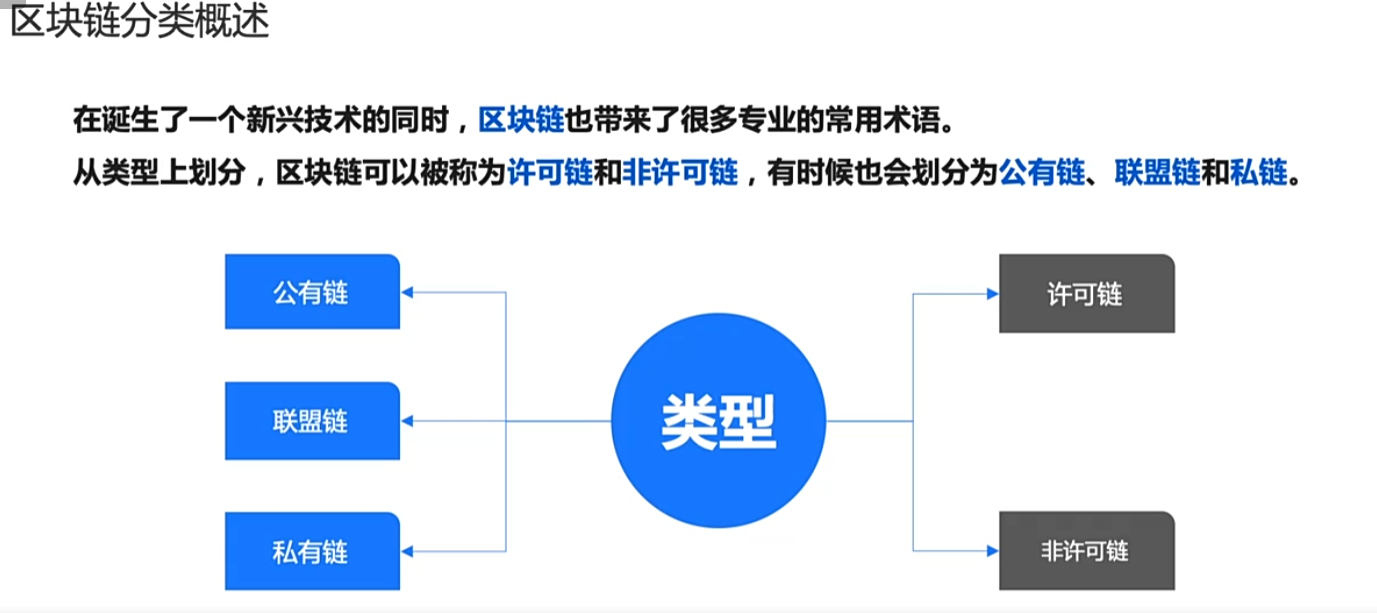 区块链分类概述
在诞生了一个新兴技术的同时，区块链也带来了很多专业的常用术语。
从类型上划分，区块链可以被称为许可链和非许可链，有时候也会划分为公有链、联盟链和私链。
公有链
联盟链
私有链
类型
许可链
非许可链